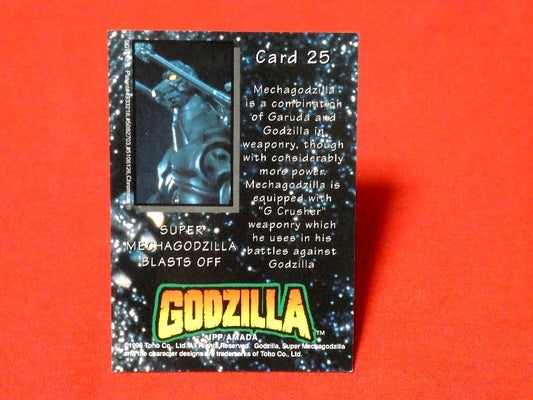 Card 25
Mechagodzilla
is a combination
of Garuda and
Godzilla in
weaponry, though
with considerably
more power.
Mechagodzilla is
equipped with
"G Crusher"
weaponry which
he uses in his
battles against
Godzilla
SUPER
MECHAGODZILLA
BLASTS OFF
GODZILLA™
JPP/AMADA
Toho Co., Ltd. All Rights Reserved. Godzilla, Super Mechagodzilla
and the character designs are trademarks of Toho Co., Ltd.